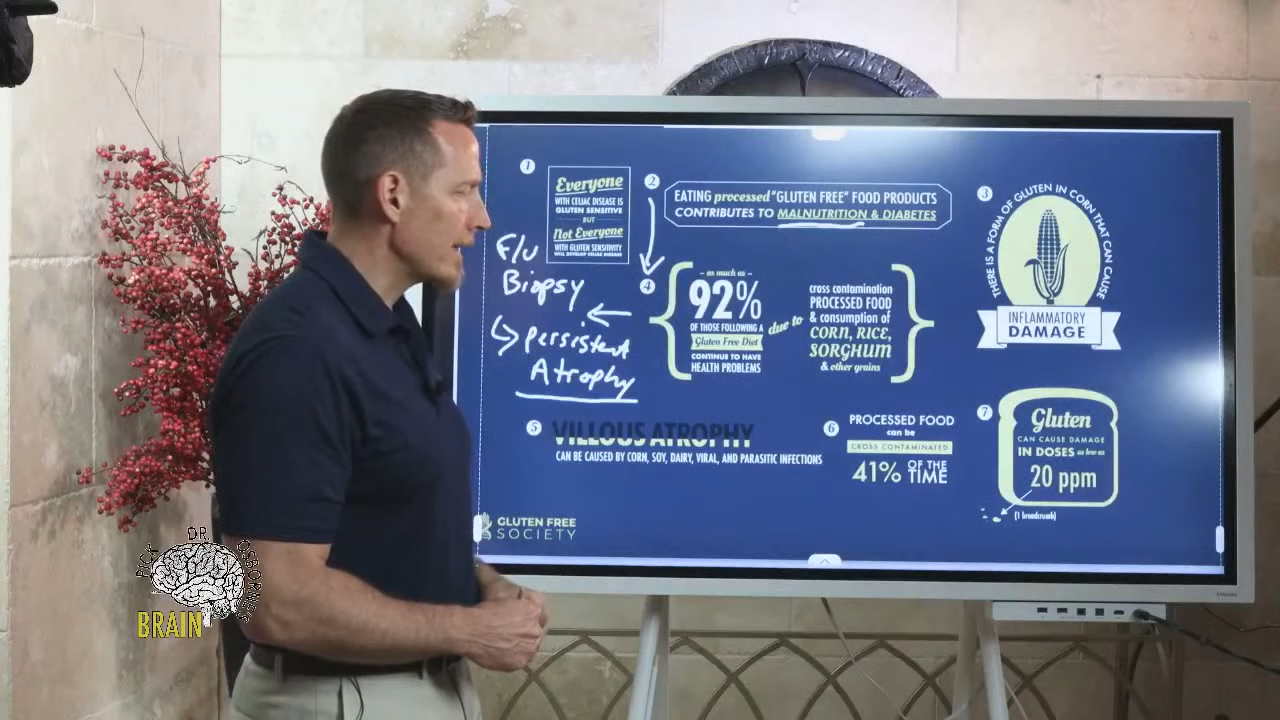 1
Everyone
WITH CELIAC DISEASE IS
GLUTEN SENSITIVE
BUT
Not Everyone
WITH GLUTEN SENSITIVITY
WILL DEVELOP CELIAC DISEASE
2
EATING processed "GLUTEN FREE" FOOD PRODUCTS
CONTRIBUTES TO MALNUTRITION & DIABETES
3
THERE IS A FORM OF GLUTEN IN CORN THAT CAN CAUSE
INFLAMMATORY
DAMAGE
F/u
Biopsy
↳ persistent
Atrophy
4
- as much as -
92%
OF THOSE FOLLOWING A
Gluten Free Diet
CONTINUE TO HAVE
HEALTH PROBLEMS
due to
cross contamination
PROCESSED FOOD
& consumption of
CORN, RICE,
SORGHUM
& other grains
5
VILLOUS ATROPHY
CAN BE CAUSED BY CORN, SOY, DAIRY, VIRAL, AND PARASITIC INFECTIONS
6
PROCESSED FOOD
can be
CROSS CONTAMINATED
41% OF THE TIME
7
Gluten
CAN CAUSE DAMAGE
IN DOSES as low as
20 ppm
(1 breadcrumb)
GLUTEN FREE
SOCIETY
DR
BRAIN